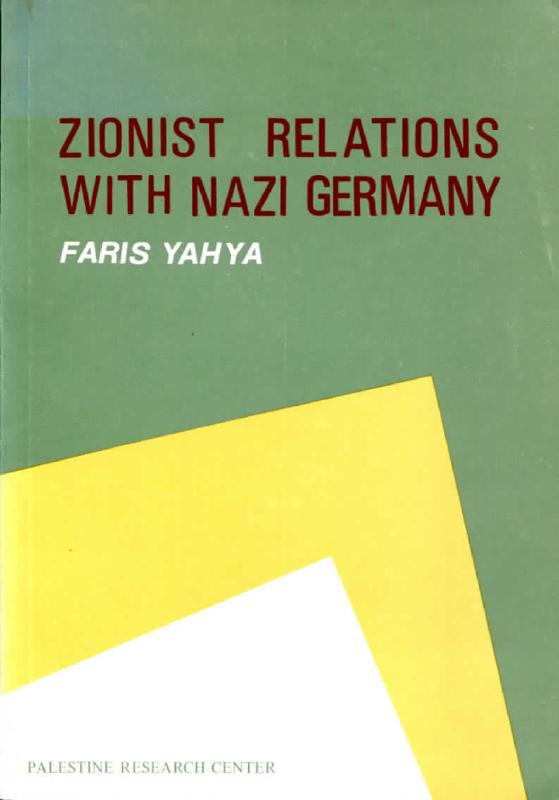 ZIONIST RELATIONS
WITH NAZI GERMANY
FARIS YAHYA
PALESTINE RESEARCH CENTER